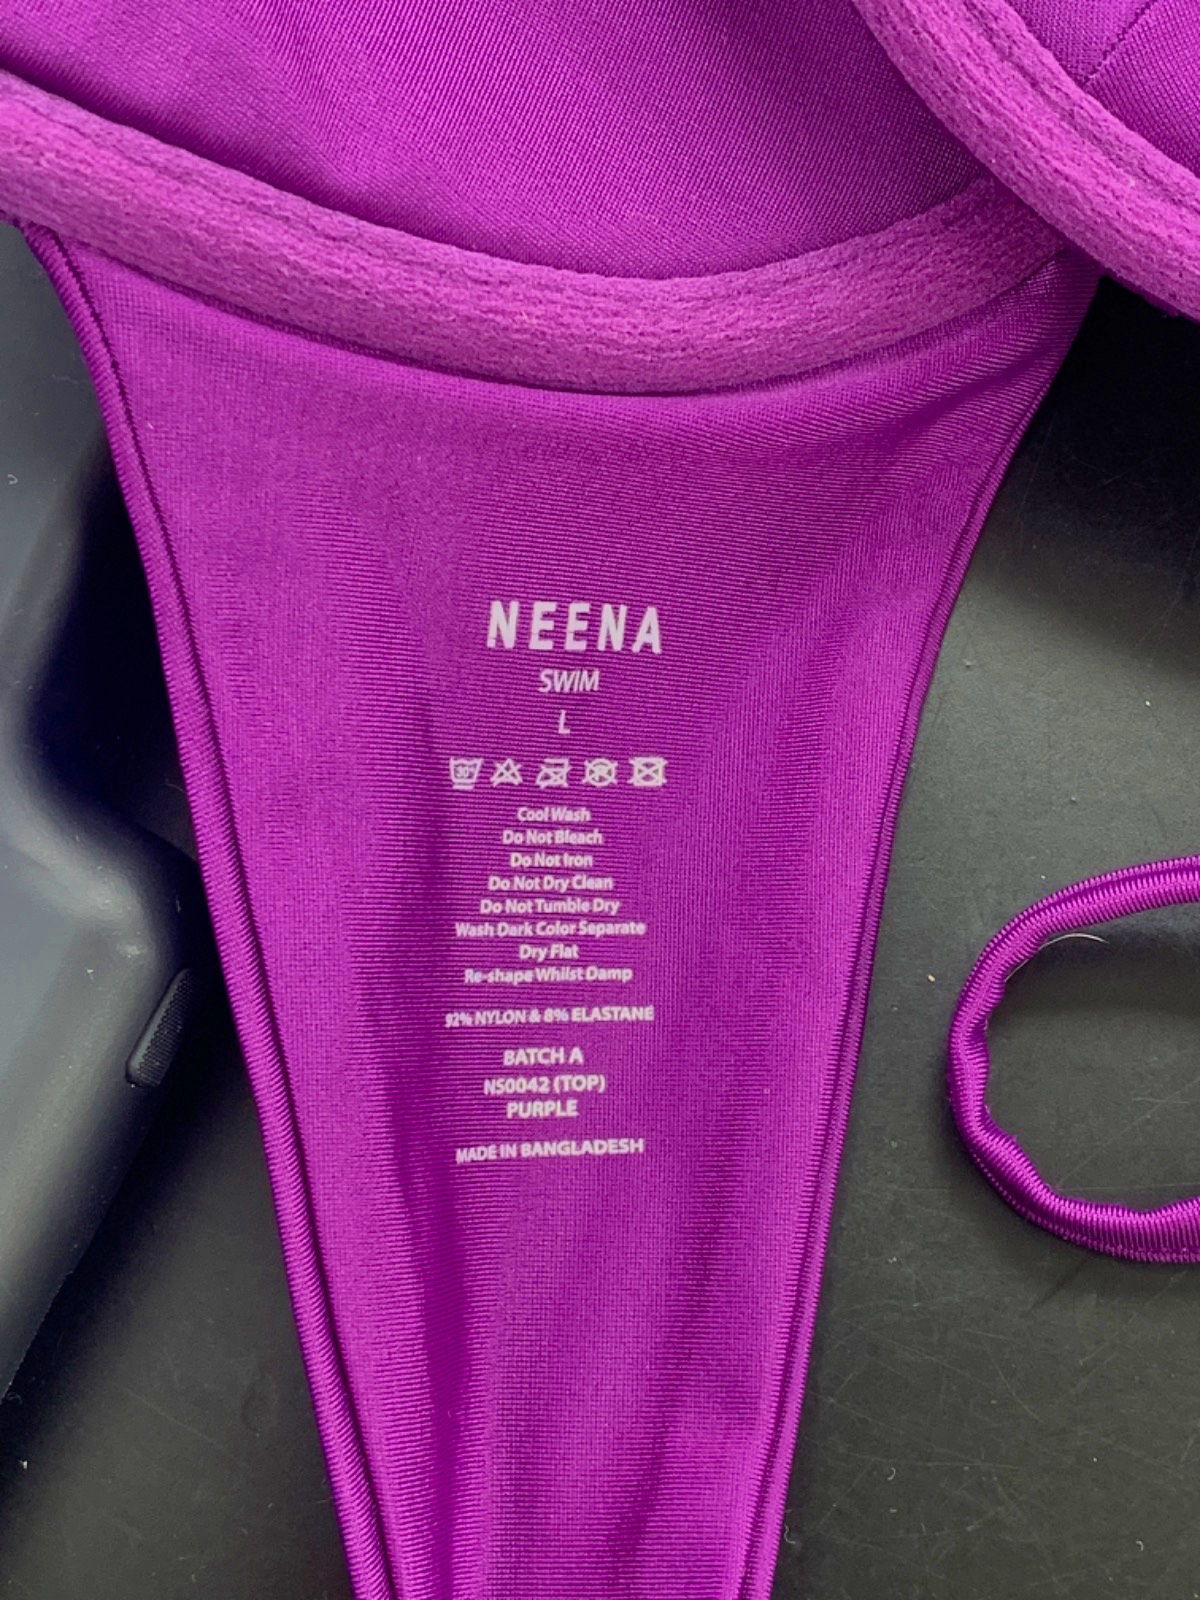 NEENA
SWIM
L
30°
Cool Wash
Do Not Bleach
Do Not Iron
Do Not Dry Clean
Do Not Tumble Dry
Wash Dark Color Separate
Dry Flat
Re-shape Whilst Damp
92% NYLON & 8% ELASTANE
BATCH A
NS0042 (TOP)
PURPLE
MADE IN BANGLADESH